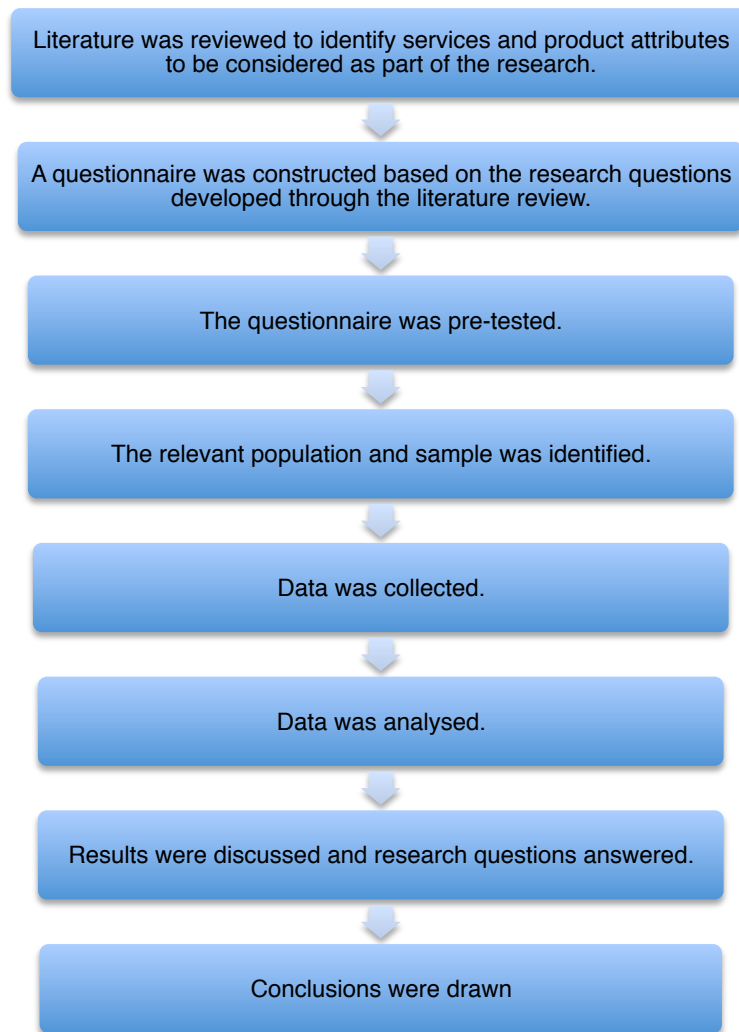 Literature was reviewed to identify services and product attributes
to be considered as part of the research.
A questionnaire was constructed based on the research questions
developed through the literature review.
The questionnaire was pre-tested.
The relevant population and sample was identified.
Data was collected.
Data was analysed.
Results were discussed and research questions answered.
Conclusions were drawn